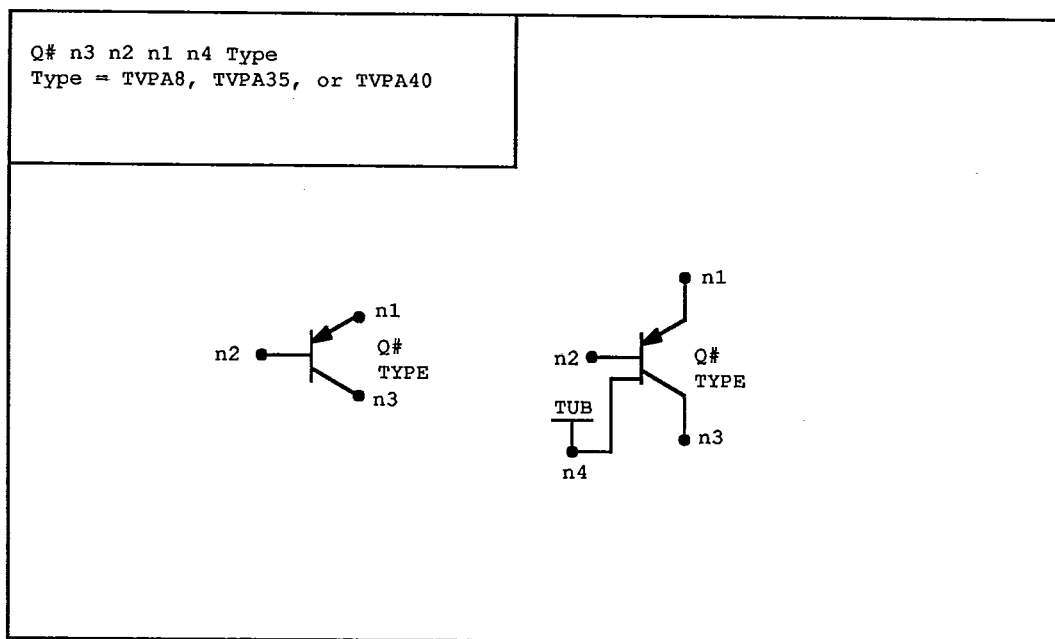 Q# n3 n2 n1 n4 Type
Type = TVPA8, TVPA35, or TVPA40
n1
n2
Q#
TYPE
n3
n1
n2
Q#
TYPE
TUB
n3
n4